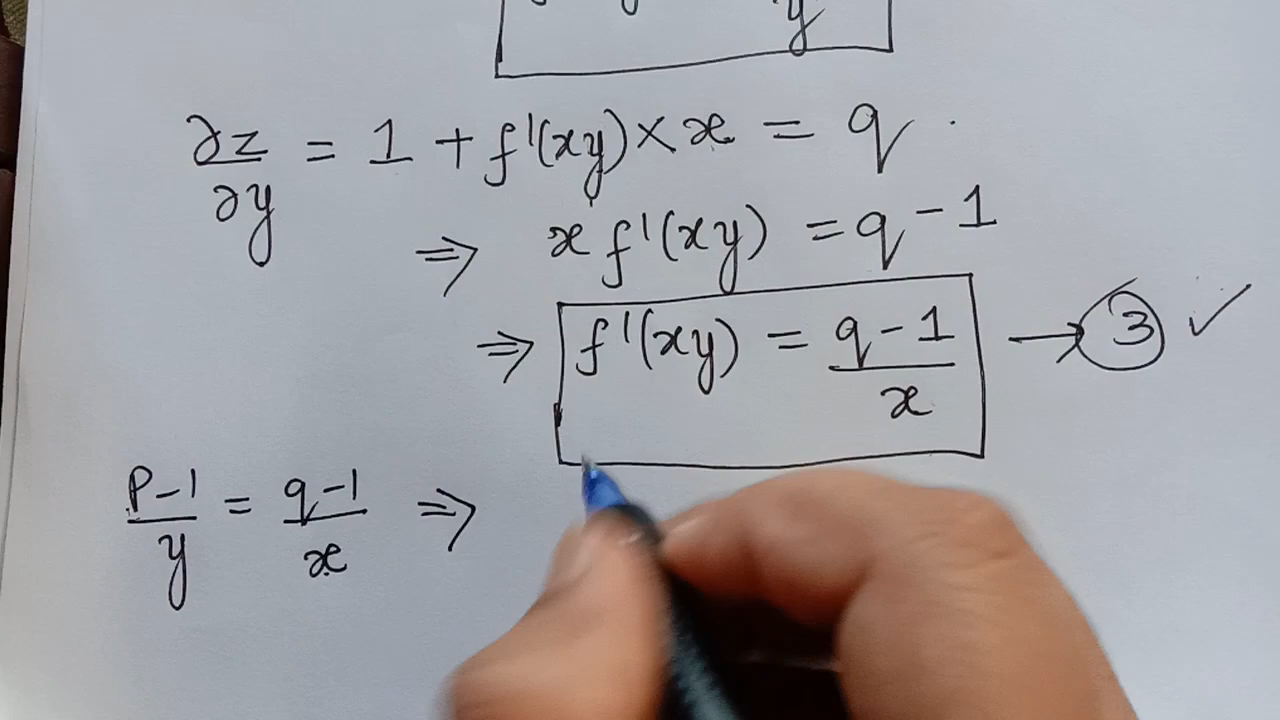 y
∂z/∂y = 1 + f'(xy) × x = q .
⇒ x f'(xy) = q - 1
⇒ f'(xy) = (q - 1)/x → 3 ✓
(p - 1)/y = (q - 1)/x ⇒